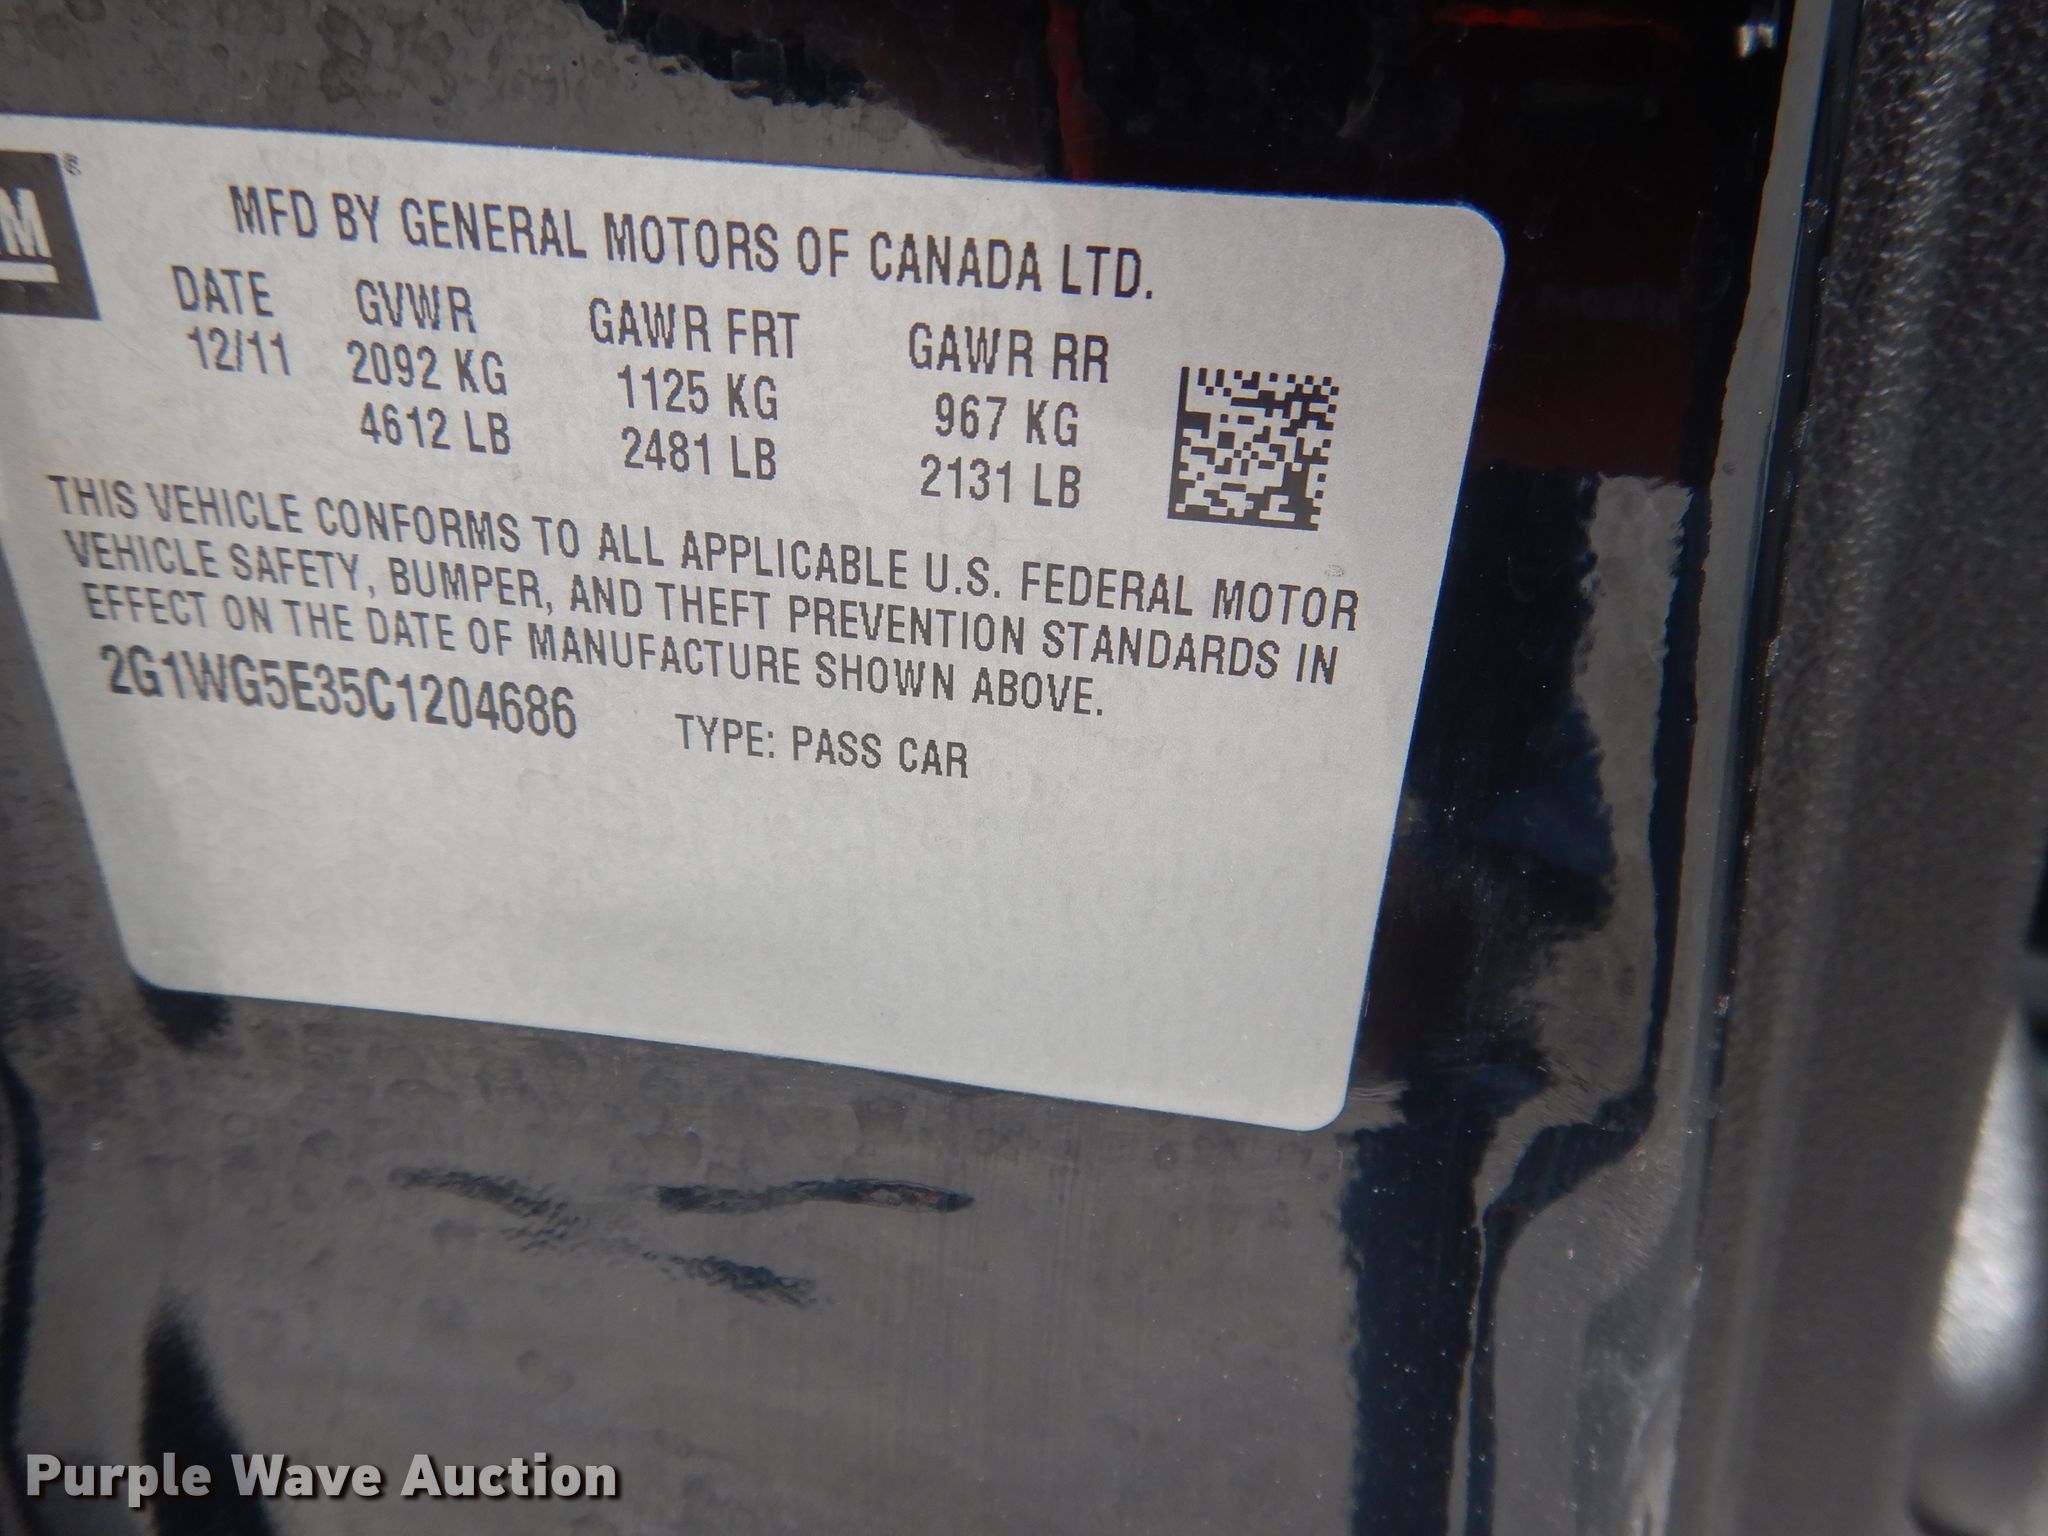 M
MFD BY GENERAL MOTORS OF CANADA LTD.
DATE GVWR GAWR FRT GAWR RR
12/11 2092 KG 1125 KG 967 KG
4612 LB 2481 LB 2131 LB
THIS VEHICLE CONFORMS TO ALL APPLICABLE U.S. FEDERAL MOTOR
VEHICLE SAFETY, BUMPER, AND THEFT PREVENTION STANDARDS IN
EFFECT ON THE DATE OF MANUFACTURE SHOWN ABOVE.
2G1WG5E35C1204686 TYPE: PASS CAR
Purple Wave Auction